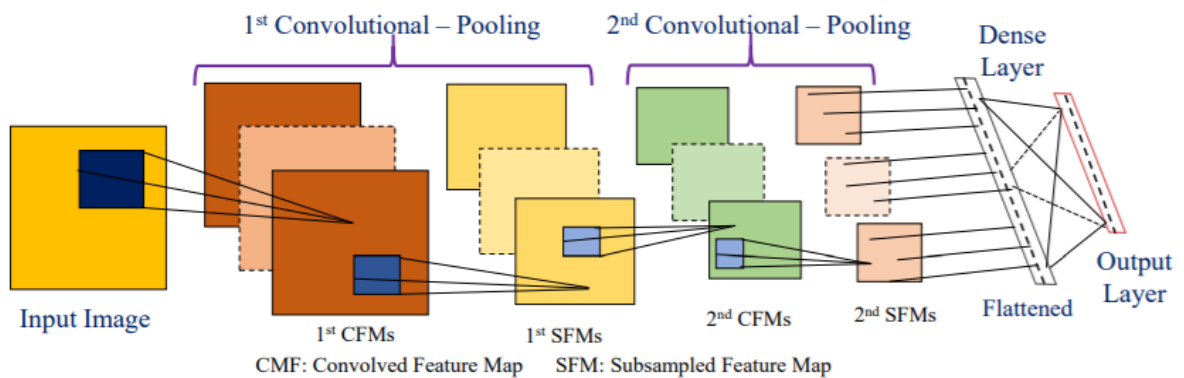 1st Convolutional – Pooling
2nd Convolutional – Pooling
Dense
Layer
Input Image
1st CFMs
1st SFMs
2nd CFMs
2nd SFMs
Flattened
Output
Layer
CMF: Convolved Feature Map SFM: Subsampled Feature Map